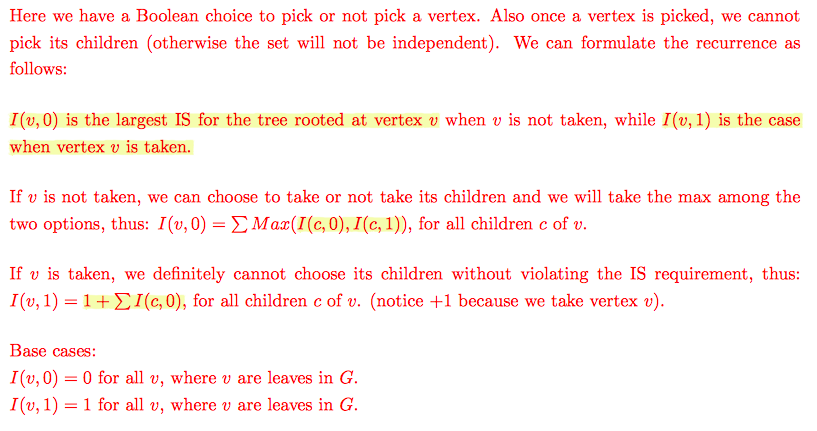 Here we have a Boolean choice to pick or not pick a vertex. Also once a vertex is picked, we cannot
pick its children (otherwise the set will not be independent). We can formulate the recurrence as
follows:
I(v, 0) is the largest IS for the tree rooted at vertex v when v is not taken, while I(v, 1) is the case
when vertex v is taken.
If v is not taken, we can choose to take or not take its children and we will take the max among the
two options, thus: I(v, 0) = ∑ Max(I(c, 0), I(c, 1)), for all children c of v.
If v is taken, we definitely cannot choose its children without violating the IS requirement, thus:
I(v, 1) = 1 + ∑ I(c, 0), for all children c of v. (notice +1 because we take vertex v).
Base cases:
I(v, 0) = 0 for all v, where v are leaves in G.
I(v, 1) = 1 for all v, where v are leaves in G.